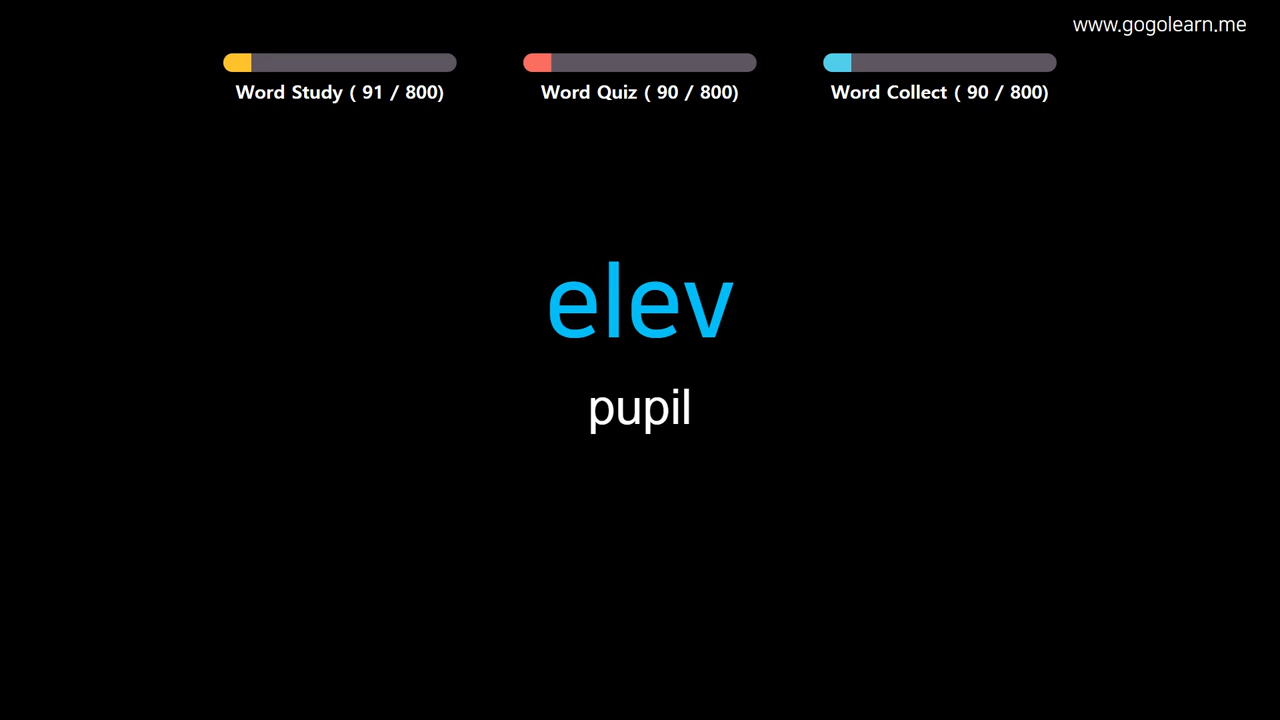 www.gogolearn.me
Word Study ( 91 / 800)
Word Quiz ( 90 / 800)
Word Collect ( 90 / 800)
elev
pupil